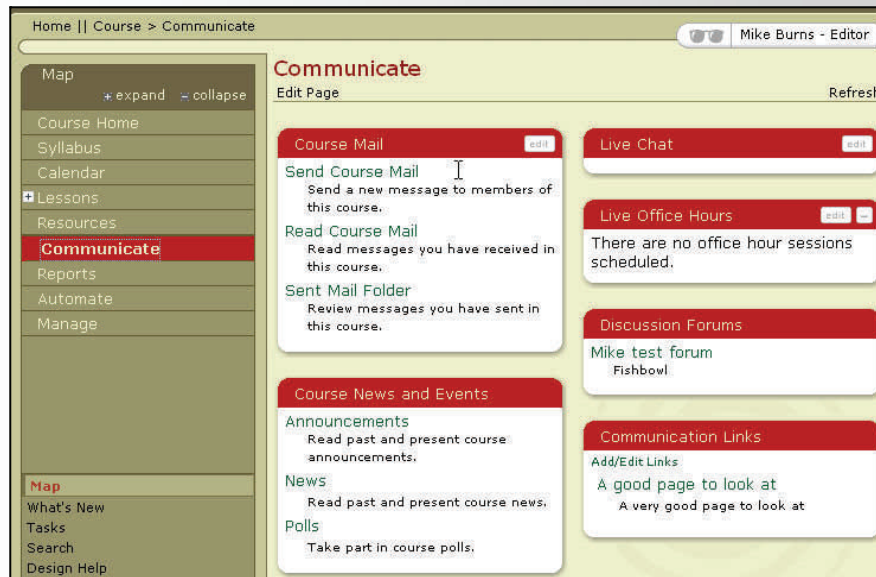 Home || Course > Communicate
Mike Burns - Editor
Map
+ expand - collapse
Course Home
Syllabus
Calendar
+ Lessons
Resources
Communicate
Reports
Automate
Manage
Map
What's New
Tasks
Search
Design Help
Communicate
Edit Page
Refresh
Course Mail edit
Send Course Mail
Send a new message to members of
this course.
Read Course Mail
Read messages you have received in
this course.
Sent Mail Folder
Review messages you have sent in
this course.
Course News and Events
Announcements
Read past and present course
announcements.
News
Read past and present course news.
Polls
Take part in course polls.
Live Chat edit
Live Office Hours edit -
There are no office hour sessions
scheduled.
Discussion Forums
Mike test forum
Fishbowl
Communication Links
Add/Edit Links
A good page to look at
A very good page to look at